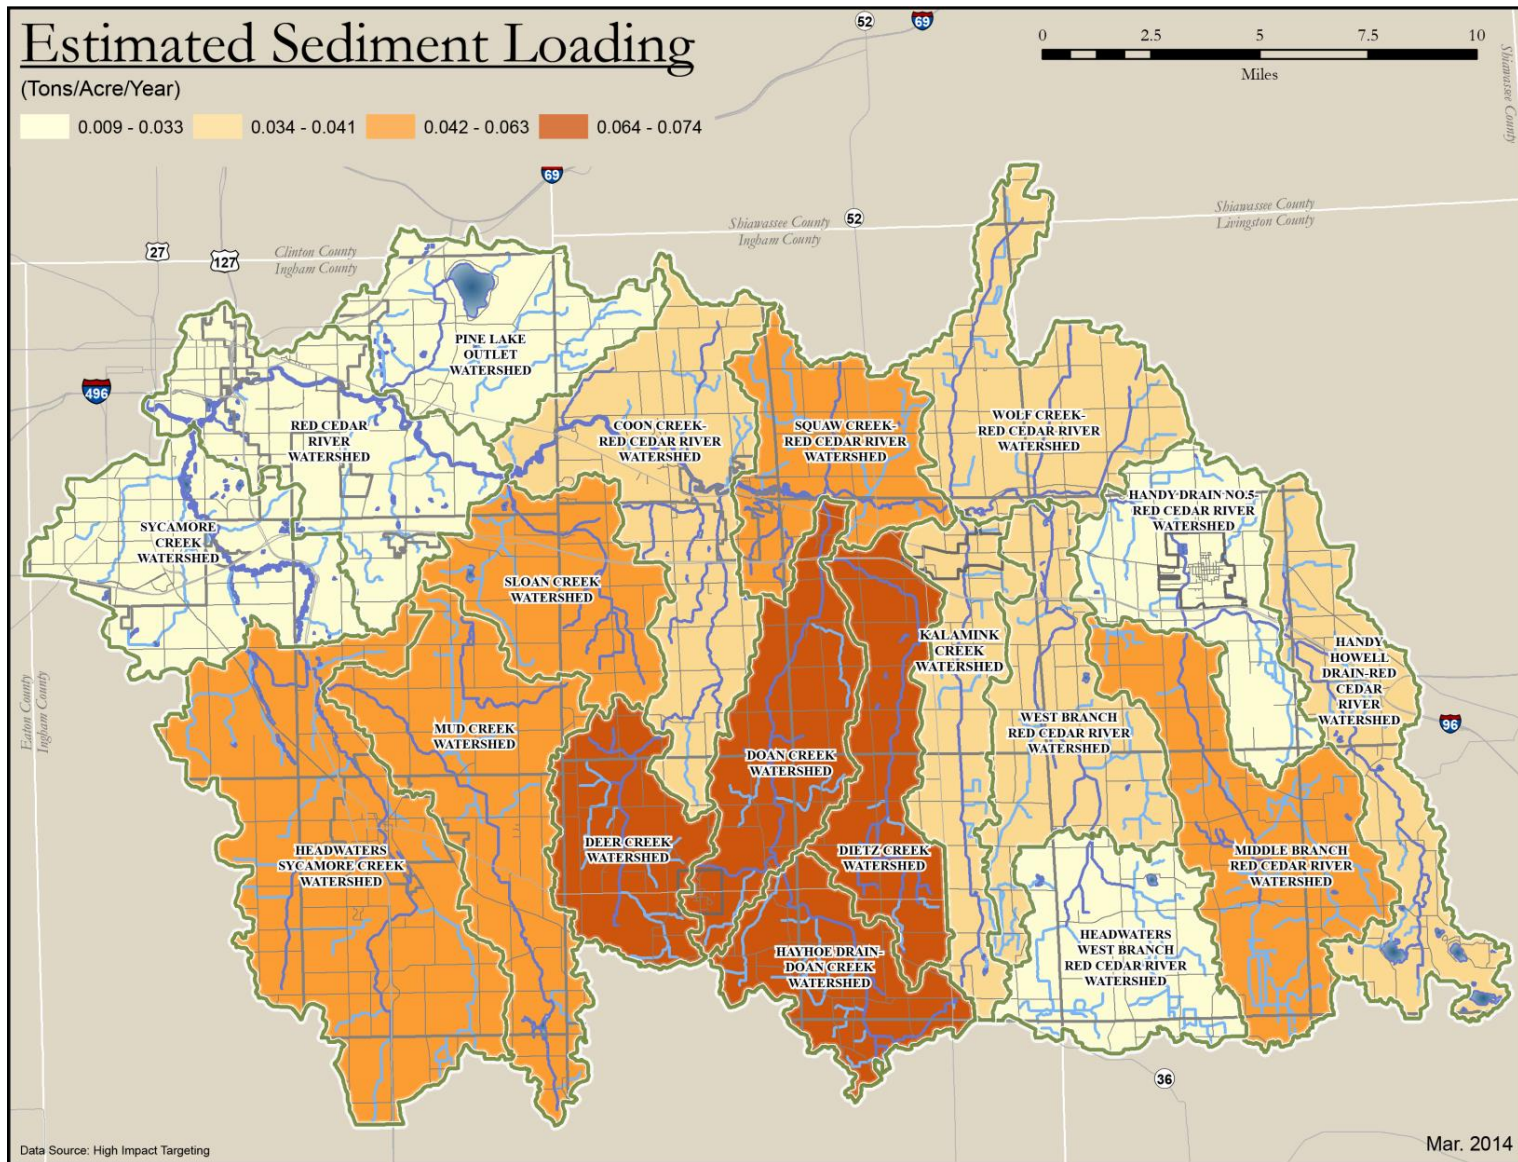 Estimated Sediment Loading
(Tons/Acre/Year)
0.009 - 0.033
0.034 - 0.041
0.042 - 0.063
0.064 - 0.074
0
2.5
5
7.5
10
Miles
52
69
Shiawassee County
69
Shiawassee County
Ingham County
52
Shiawassee County
Livingston County
27
127
Clinton County
Ingham County
496
PINE LAKE
OUTLET
WATERSHED
RED CEDAR
RIVER
WATERSHED
COON CREEK-
RED CEDAR RIVER
WATERSHED
SQUAW CREEK-
RED CEDAR RIVER
WATERSHED
WOLF CREEK-
RED CEDAR RIVER
WATERSHED
HANDY DRAIN NO.5-
RED CEDAR RIVER
WATERSHED
SYCAMORE
CREEK
WATERSHED
SLOAN CREEK
WATERSHED
KALAMINK
CREEK
WATERSHED
HANDY
HOWELL
DRAIN-RED
CEDAR
RIVER
WATERSHED
96
Eaton County
Ingham County
MUD CREEK
WATERSHED
DOAN CREEK
WATERSHED
WEST BRANCH
RED CEDAR RIVER
WATERSHED
HEADWATERS
SYCAMORE CREEK
WATERSHED
DEER CREEK
WATERSHED
DIETZ CREEK
WATERSHED
MIDDLE BRANCH
RED CEDAR RIVER
WATERSHED
HAYHOE DRAIN-
DOAN CREEK
WATERSHED
HEADWATERS
WEST BRANCH
RED CEDAR RIVER
WATERSHED
36
Data Source: High Impact Targeting
Mar. 2014